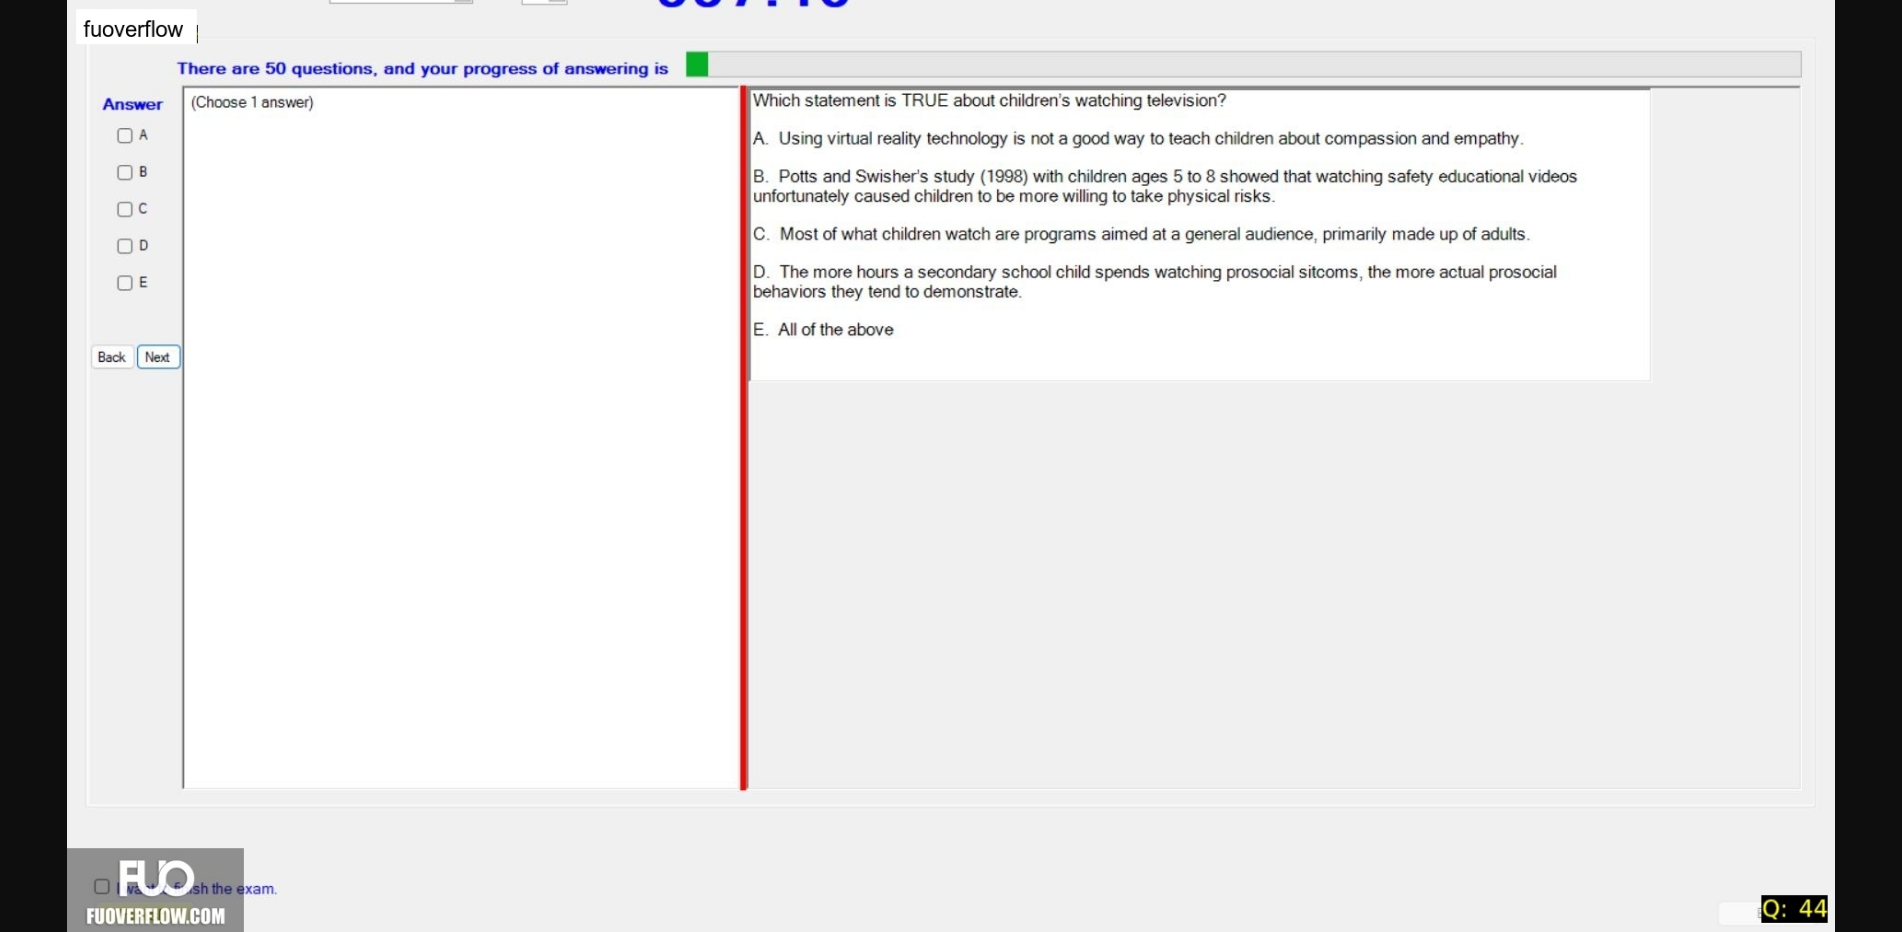 fuoverflow
There are 50 questions, and your progress of answering is
Answer
(Choose 1 answer)
A
B
C
D
E
Back Next
Which statement is TRUE about children's watching television?
A. Using virtual reality technology is not a good way to teach children about compassion and empathy.
B. Potts and Swisher's study (1998) with children ages 5 to 8 showed that watching safety educational videos
unfortunately caused children to be more willing to take physical risks.
C. Most of what children watch are programs aimed at a general audience, primarily made up of adults.
D. The more hours a secondary school child spends watching prosocial sitcoms, the more actual prosocial
behaviors they tend to demonstrate.
E. All of the above
FUO
the exam.
FUOVERFLOW.COM
Q: 44